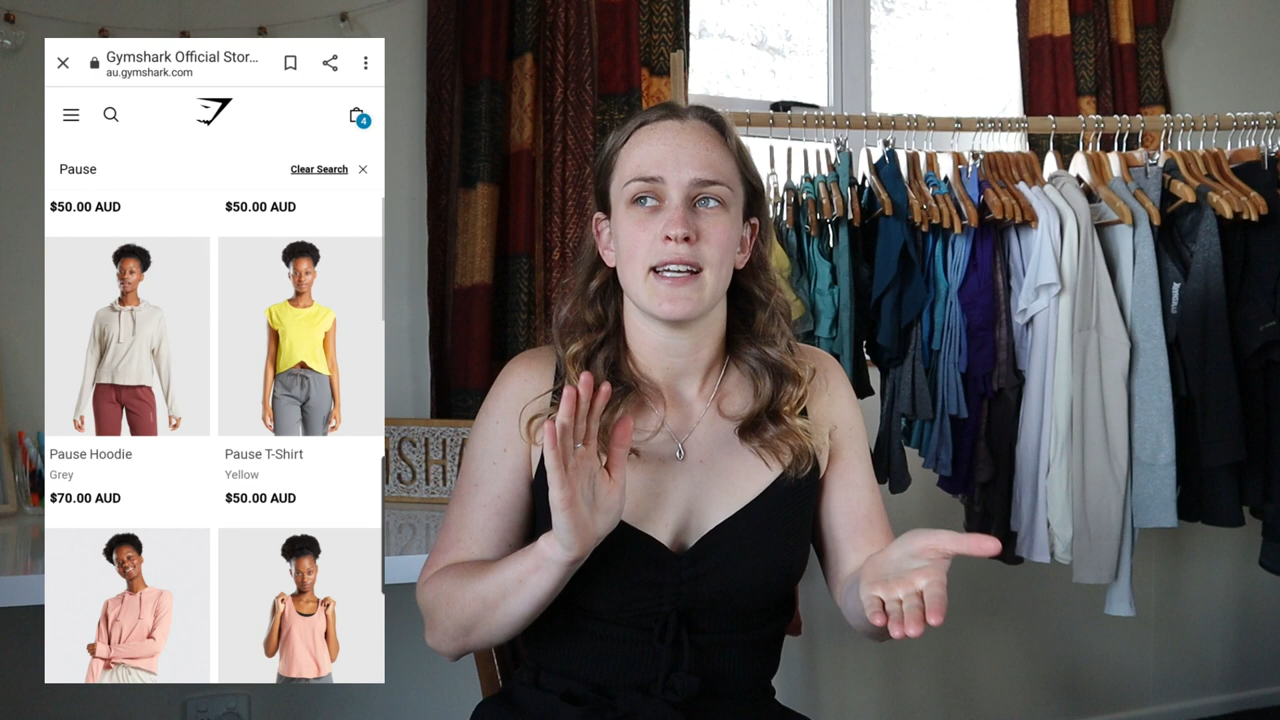 Gymshark Official Stor...
au.gymshark.com
4
Pause
Clear Search
$50.00 AUD
$50.00 AUD
Pause Hoodie
Grey
$70.00 AUD
Pause T-Shirt
Yellow
$50.00 AUD